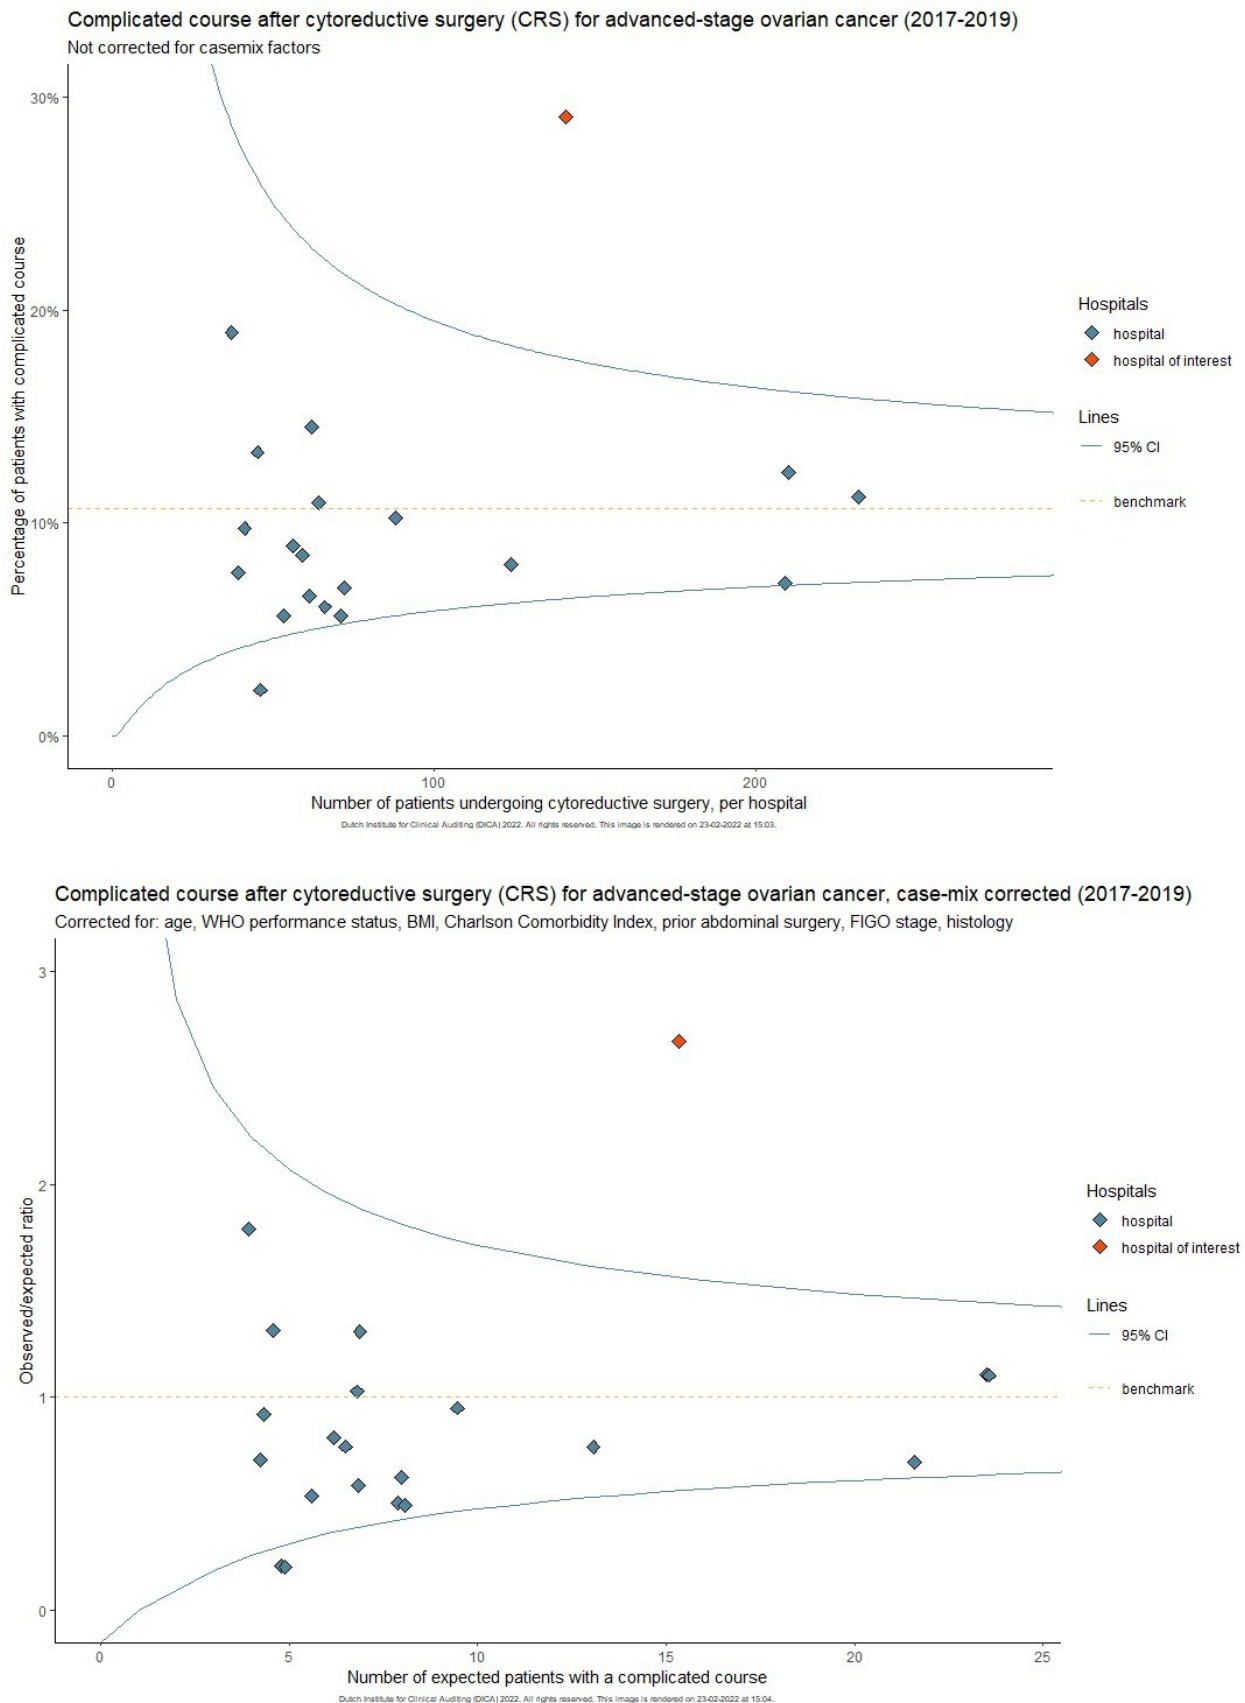 Complicated course after cytoreductive surgery (CRS) for advanced-stage ovarian cancer (2017-2019)
Not corrected for casemix factors
Percentage of patients with complicated course
30%
20%
10%
0%
0
100
200
Number of patients undergoing cytoreductive surgery, per hospital
Dutch Institute for Clinical Auditing (DICA) 2022. All rights reserved. This image is rendered on 23-02-2022 at 15:03.
Hospitals
hospital
hospital of interest
Lines
95% CI
benchmark
Complicated course after cytoreductive surgery (CRS) for advanced-stage ovarian cancer, case-mix corrected (2017-2019)
Corrected for: age, WHO performance status, BMI, Charlson Comorbidity Index, prior abdominal surgery, FIGO stage, histology
Observed/expected ratio
3
2
1
0
0
5
10
15
20
25
Number of expected patients with a complicated course
Dutch Institute for Clinical Auditing (DICA) 2022. All rights reserved. This image is rendered on 23-02-2022 at 15:04.
Hospitals
hospital
hospital of interest
Lines
95% CI
benchmark